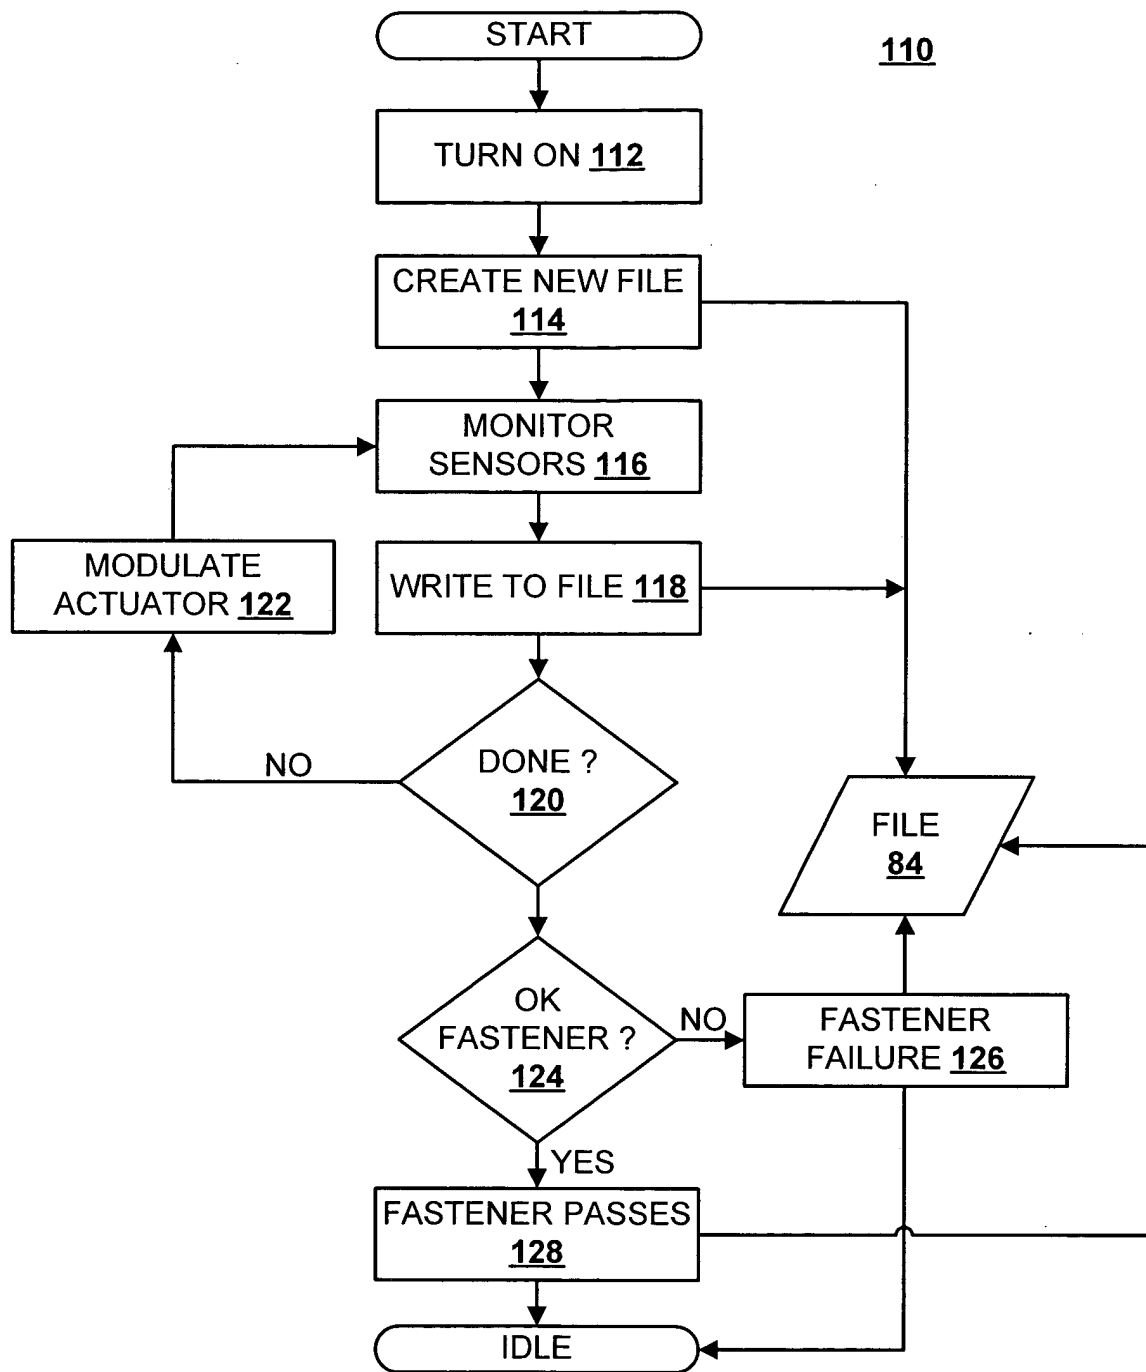 START
110
TURN ON 112
CREATE NEW FILE
114
MONITOR
SENSORS 116
MODULATE
ACTUATOR 122
WRITE TO FILE 118
NO
DONE ?
120
FILE
84
OK
FASTENER ?
124
NO
FASTENER
FAILURE 126
YES
FASTENER PASSES
128
IDLE